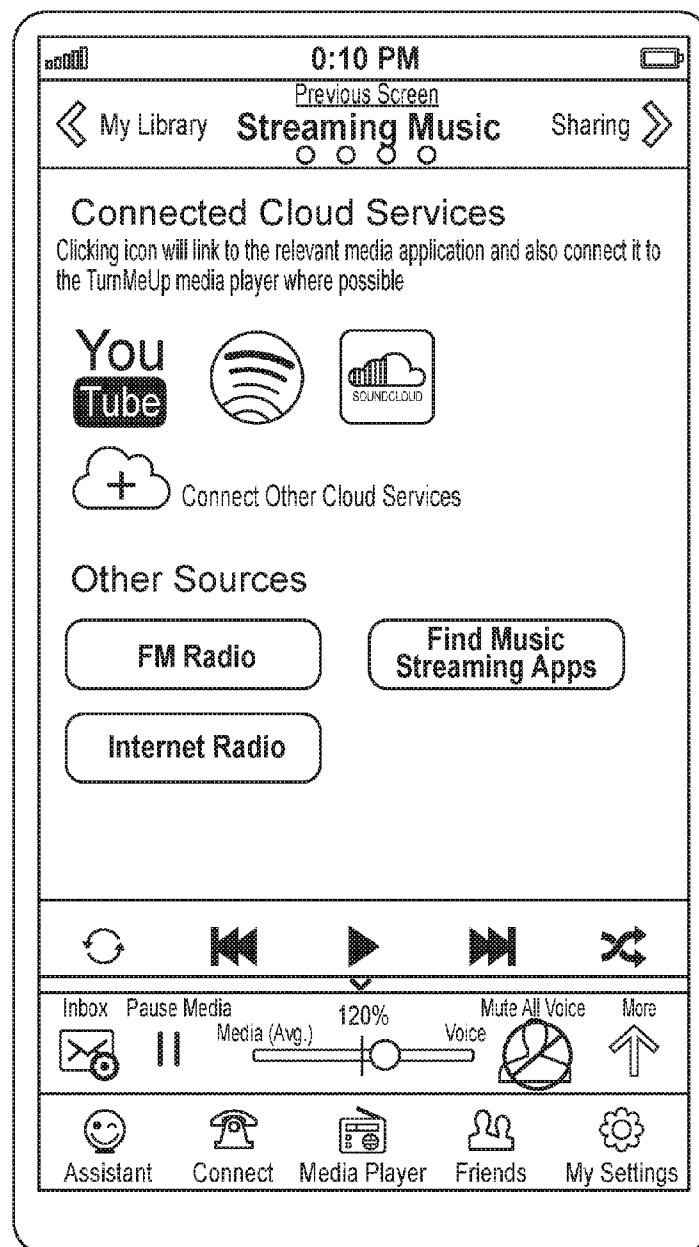 0:10 PM
Previous Screen
My Library Streaming Music Sharing
Connected Cloud Services
Clicking icon will link to the relevant media application and also connect it to
the TurnMeUp media player where possible
You
Tube
SOUNDCLOUD
Connect Other Cloud Services
Other Sources
FM Radio
Find Music
Streaming Apps
Internet Radio
Inbox Pause Media 120% Mute All Voice More
Media (Avg.) Voice
Assistant Connect Media Player Friends My Settings